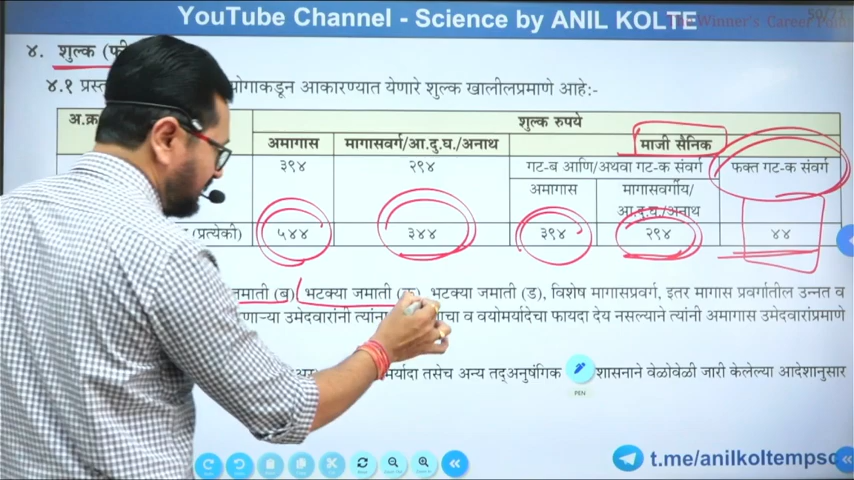 YouTube Channel - Science by ANIL KOLTE
The Winner's Career Point
४. शुल्क
४.१ आयोगाकडून आकारण्यात येणारे शुल्क खालीलप्रमाणे आहे:-
अ.क्र
शुल्क रुपये
अमागास मागासवर्ग/आ.दु.घ./अनाथ माजी सैनिक
३९४ २९४ गट-ब आणि/अथवा गट-क संवर्ग फक्त गट-क संवर्ग
अमागास मागासवर्गीय/
आ.दु.घ./अनाथ
(प्रत्येकी) ५४४ ३४४ ३९४ २९४ ४४
जमाती (ब) भटक्या जमाती (क) भटक्या जमाती (ड), विशेष मागासप्रवर्ग, इतर मागास प्रवर्गातील उन्नत व
उमेदवारांनी त्यांना व वयोमर्यादेचा फायदा देय नसल्याने त्यांनी अमागास उमेदवारांप्रमाणे
तसेच अन्य तद्अनुषंगिक शासनाने वेळोवेळी जारी केलेल्या आदेशानुसार
PEN
t.me/anilkoltempsc